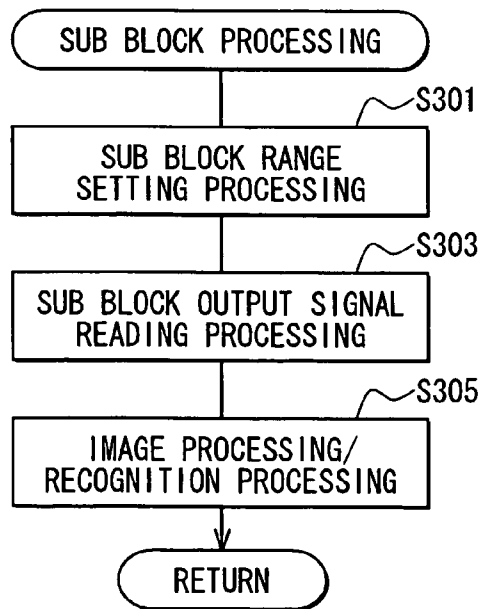 SUB BLOCK PROCESSING
S301
SUB BLOCK RANGE
SETTING PROCESSING
S303
SUB BLOCK OUTPUT SIGNAL
READING PROCESSING
S305
IMAGE PROCESSING/
RECOGNITION PROCESSING
RETURN